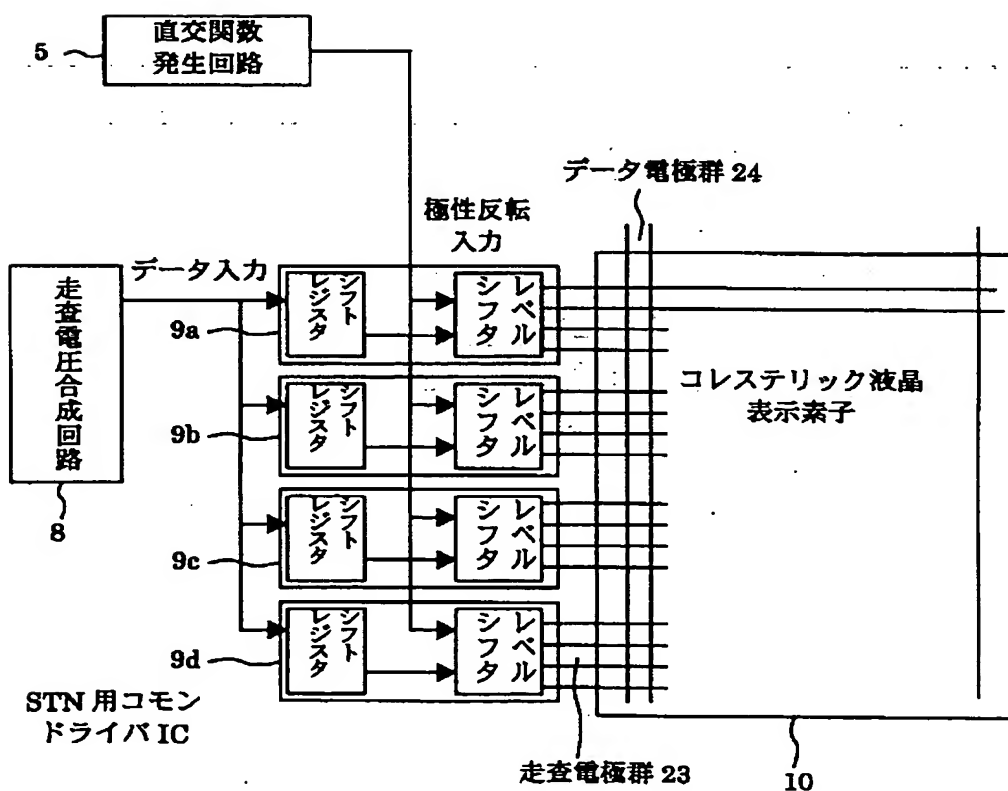 直交関数
発生回路
5
データ電極群 24
極性反転
入力
データ入力
走査電圧合成回路
8
シフト
レジスタ
レベル
シフタ
9a
シフト
レジスタ
レベル
シフタ
9b
シフト
レジスタ
レベル
シフタ
9c
シフト
レジスタ
レベル
シフタ
9d
コレステリック液晶
表示素子
STN 用コモン
ドライバ IC
走査電極群 23
10